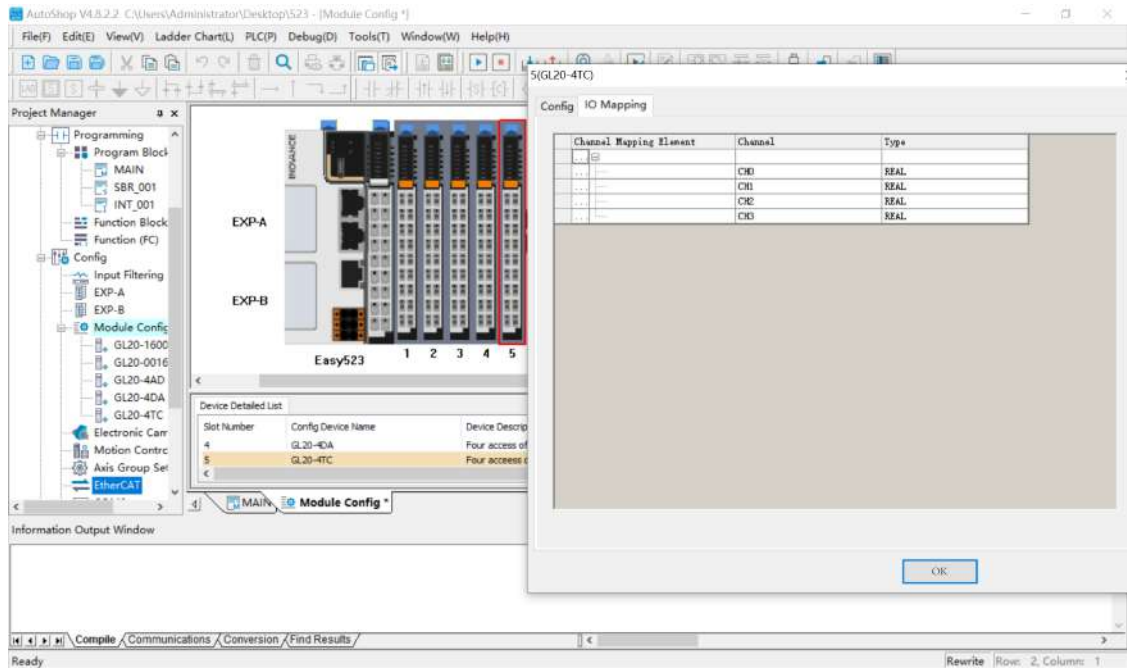 AutoShop V4.8.2.2 C:\Users\Administrator\Desktop\523 - [Module Config *]
File(F) Edit(E) View(V) Ladder Chart(L) PLC(P) Debug(D) Tools(T) Window(W) Help(H)
5(GL20-4TC)
Config IO Mapping
Channel Mapping Element Channel Type
CH0 REAL
CH1 REAL
CH2 REAL
CH3 REAL
OK
Project Manager
Programming
Program Block
MAIN
SBR_001
INT_001
Function Block
Function (FC)
Config
Input Filtering
EXP-A
EXP-B
Module Config
GL20-1600
GL20-0016
GL20-4AD
GL20-4DA
GL20-4TC
Electronic Cam
Motion Contro
Axis Group Set
EtherCAT
INOVANCE
EXP-A
EXP-B
Easy523 1 2 3 4 5
Device Detailed List
Slot Number Config Device Name Device Descrip
4 GL20-4DA Four access of
5 GL20-4TC Four acceess
MAIN Module Config *
Information Output Window
Compile Communications Conversion Find Results
Ready Rewrite Row: 2, Column: 1